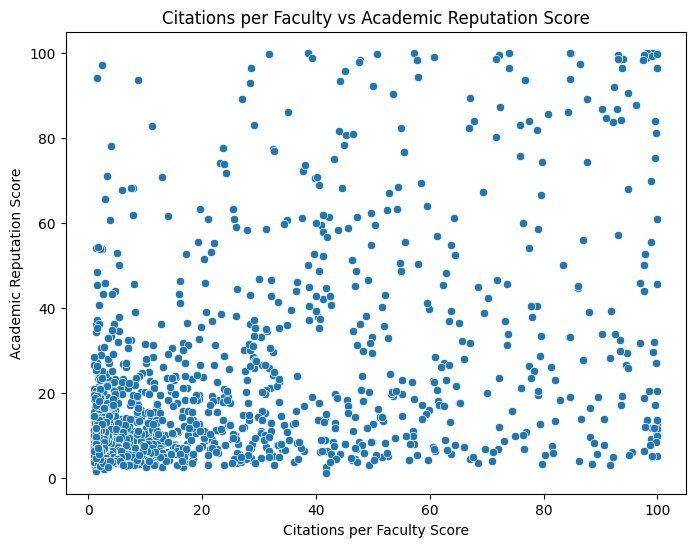 Citations per Faculty vs Academic Reputation Score
Academic Reputation Score
100
80
60
40
20
0
0 20 40 60 80 100
Citations per Faculty Score